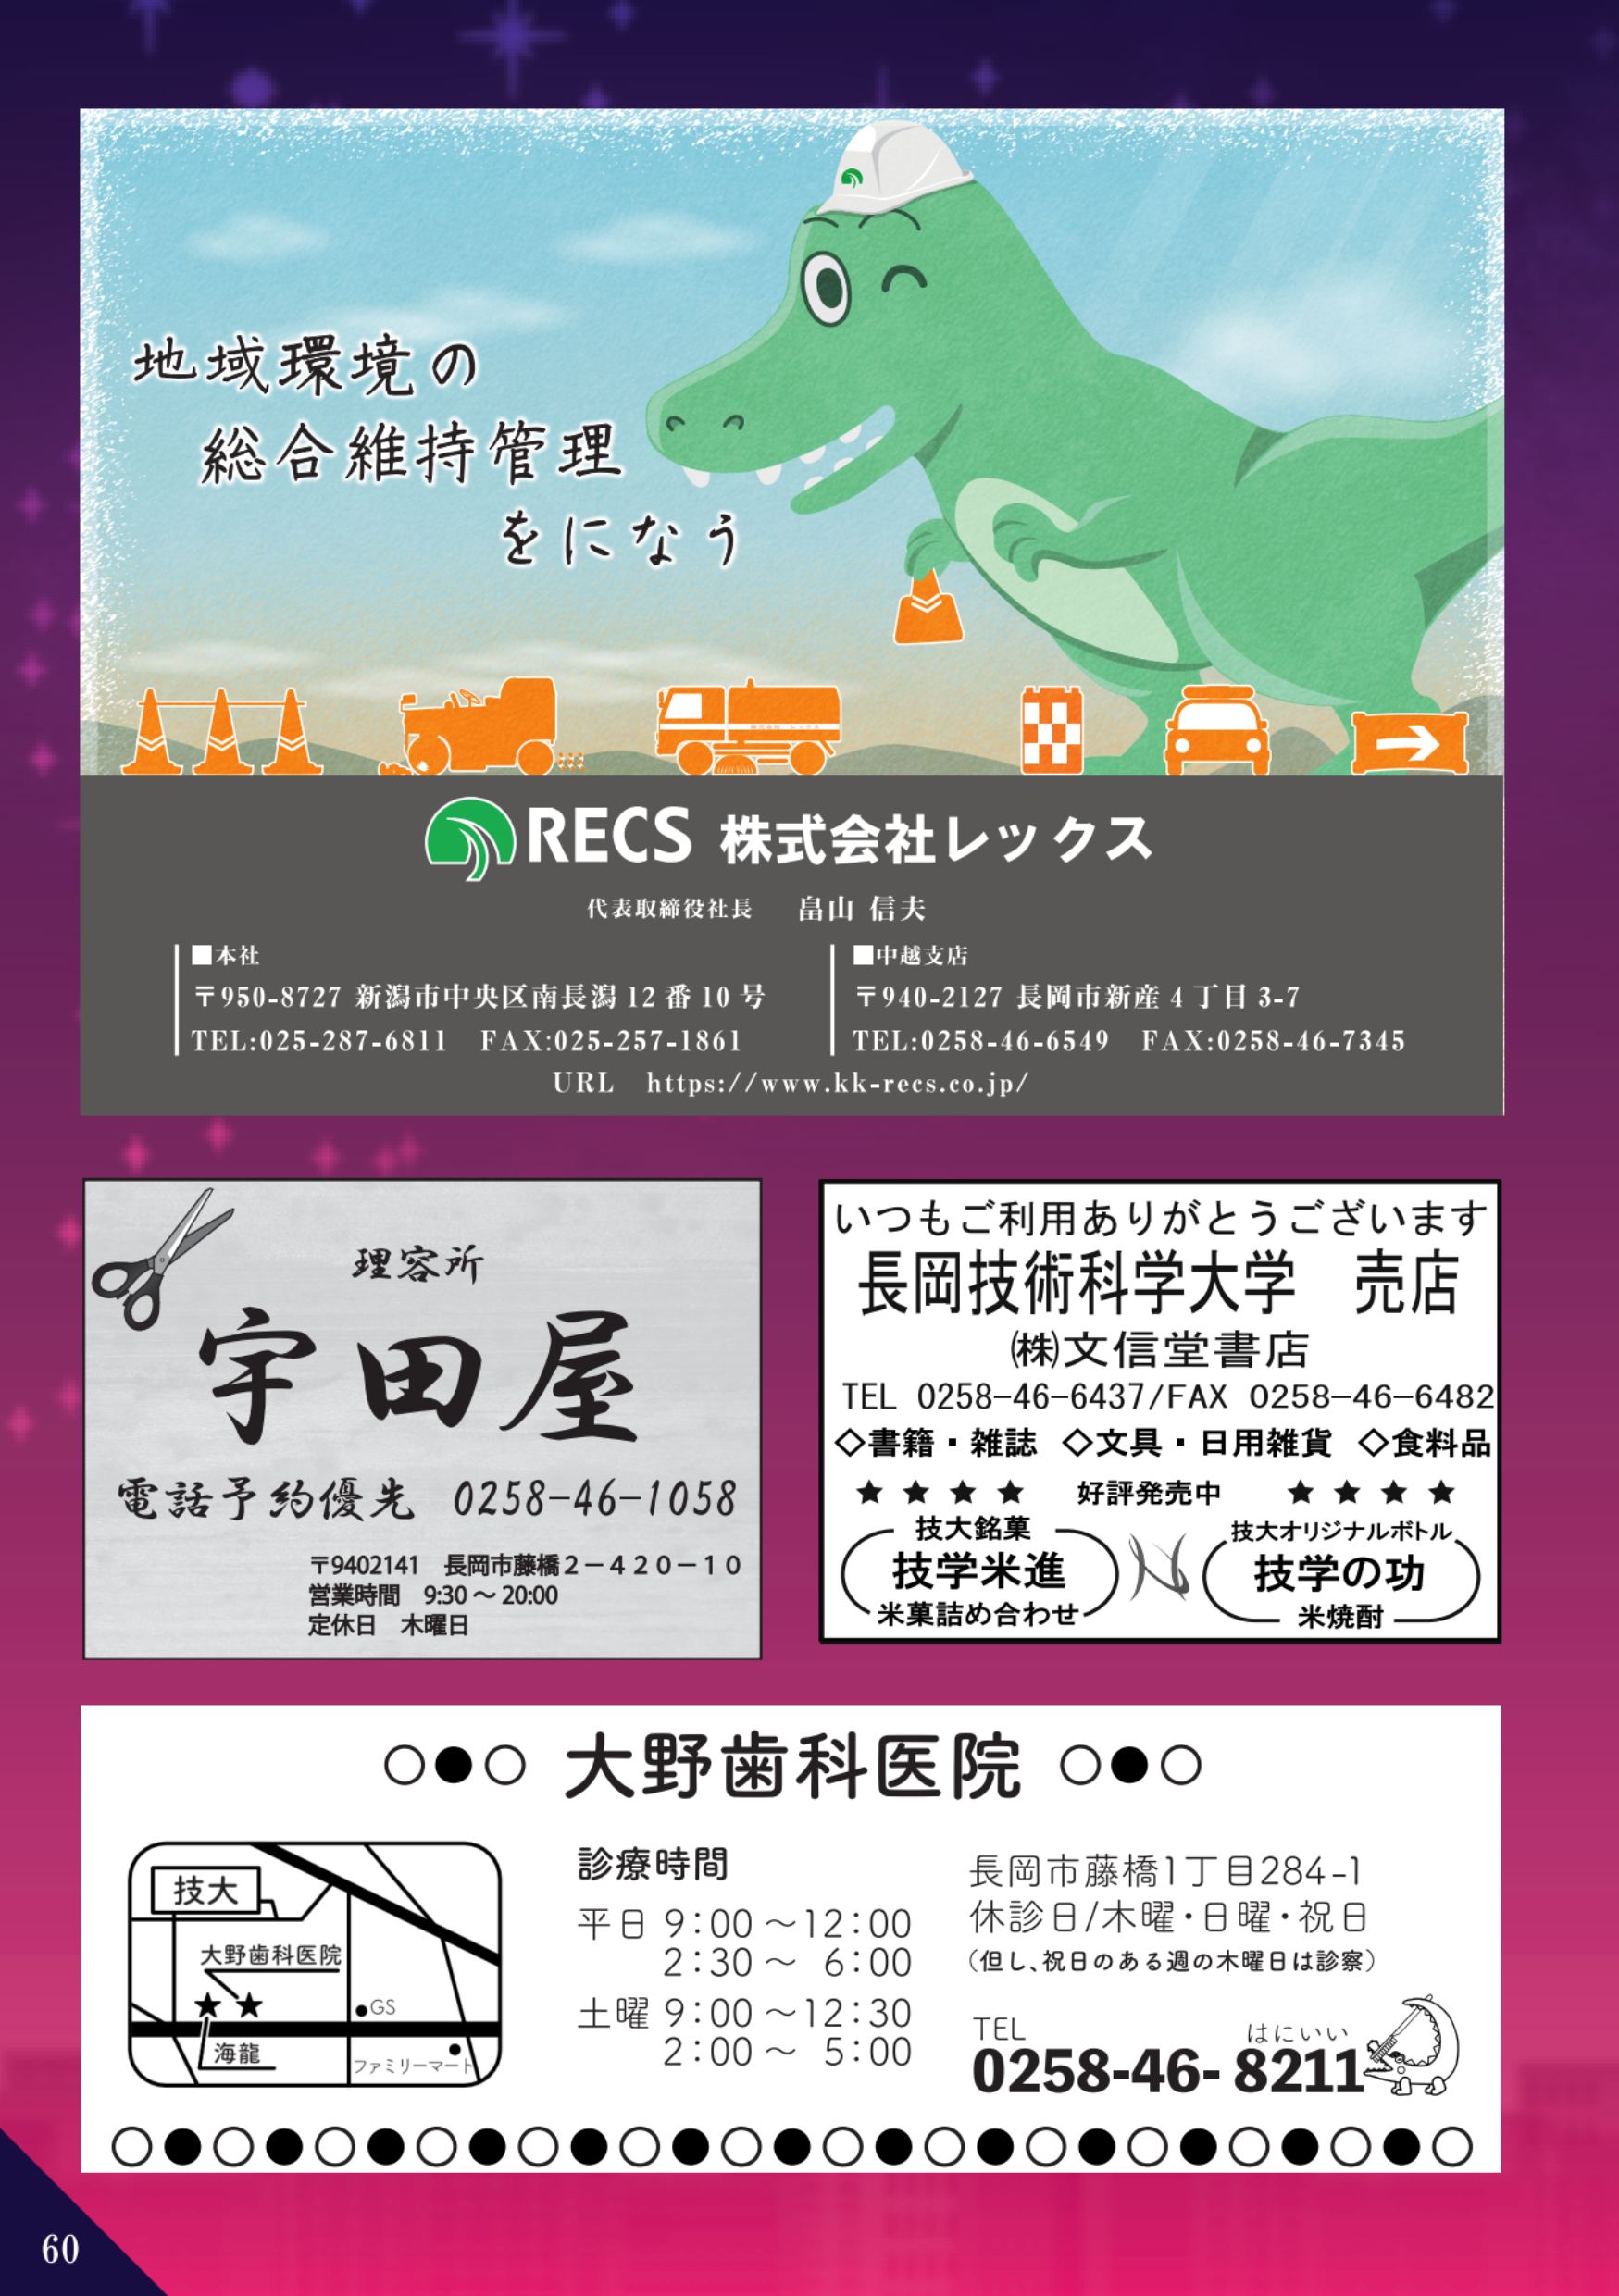 地域環境の
総合維持管理
をになう
株式会社 レックス
RECS 株式会社レックス
代表取締役社長 畠山 信夫
■本社
〒950-8727 新潟市中央区南長潟 12 番 10 号
TEL:025-287-6811 FAX:025-257-1861
■中越支店
〒940-2127 長岡市新産 4 丁目 3-7
TEL:0258-46-6549 FAX:0258-46-7345
URL https://www.kk-recs.co.jp/
理容所
宇田屋
電話予約優先 0258-46-1058
〒9402141 長岡市藤橋2-420-10
営業時間 9:30～20:00
定休日 木曜日
いつもご利用ありがとうございます
長岡技術科学大学 売店
㈱文信堂書店
TEL 0258-46-6437/FAX 0258-46-6482
◇書籍・雑誌 ◇文具・日用雑貨 ◇食料品
★★★★ 好評発売中 ★★★★
技大銘菓
技学米進
米菓詰め合わせ
技大オリジナルボトル
技学の功
米焼酎
○●○ 大野歯科医院 ○●○
技大
大野歯科医院
★ ★
●GS
海龍
ファミリーマート
診療時間
平日 9:00～12:00
2:30～ 6:00
土曜 9:00～12:30
2:00～ 5:00
長岡市藤橋1丁目284-1
休診日/木曜・日曜・祝日
（但し、祝日のある週の木曜日は診察）
TEL はにいい
0258-46-8211
60